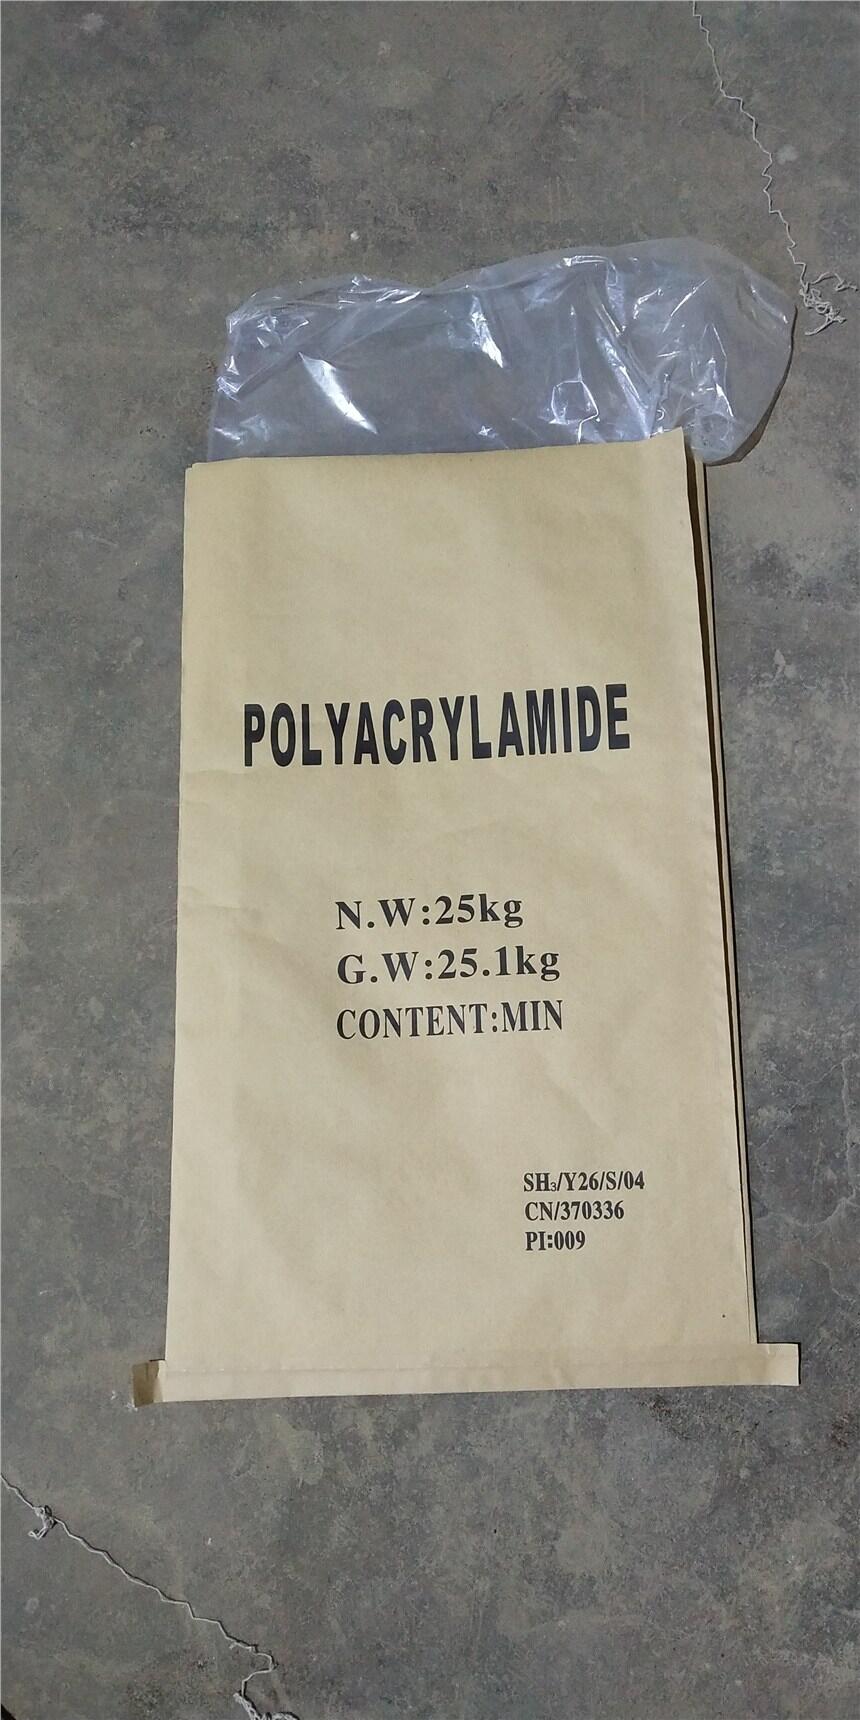 POLYACRYLAMIDE
N.W:25kg
G.W:25.1kg
CONTENT:MIN
SH₃/Y26/S/04
CN/370336
PI:009